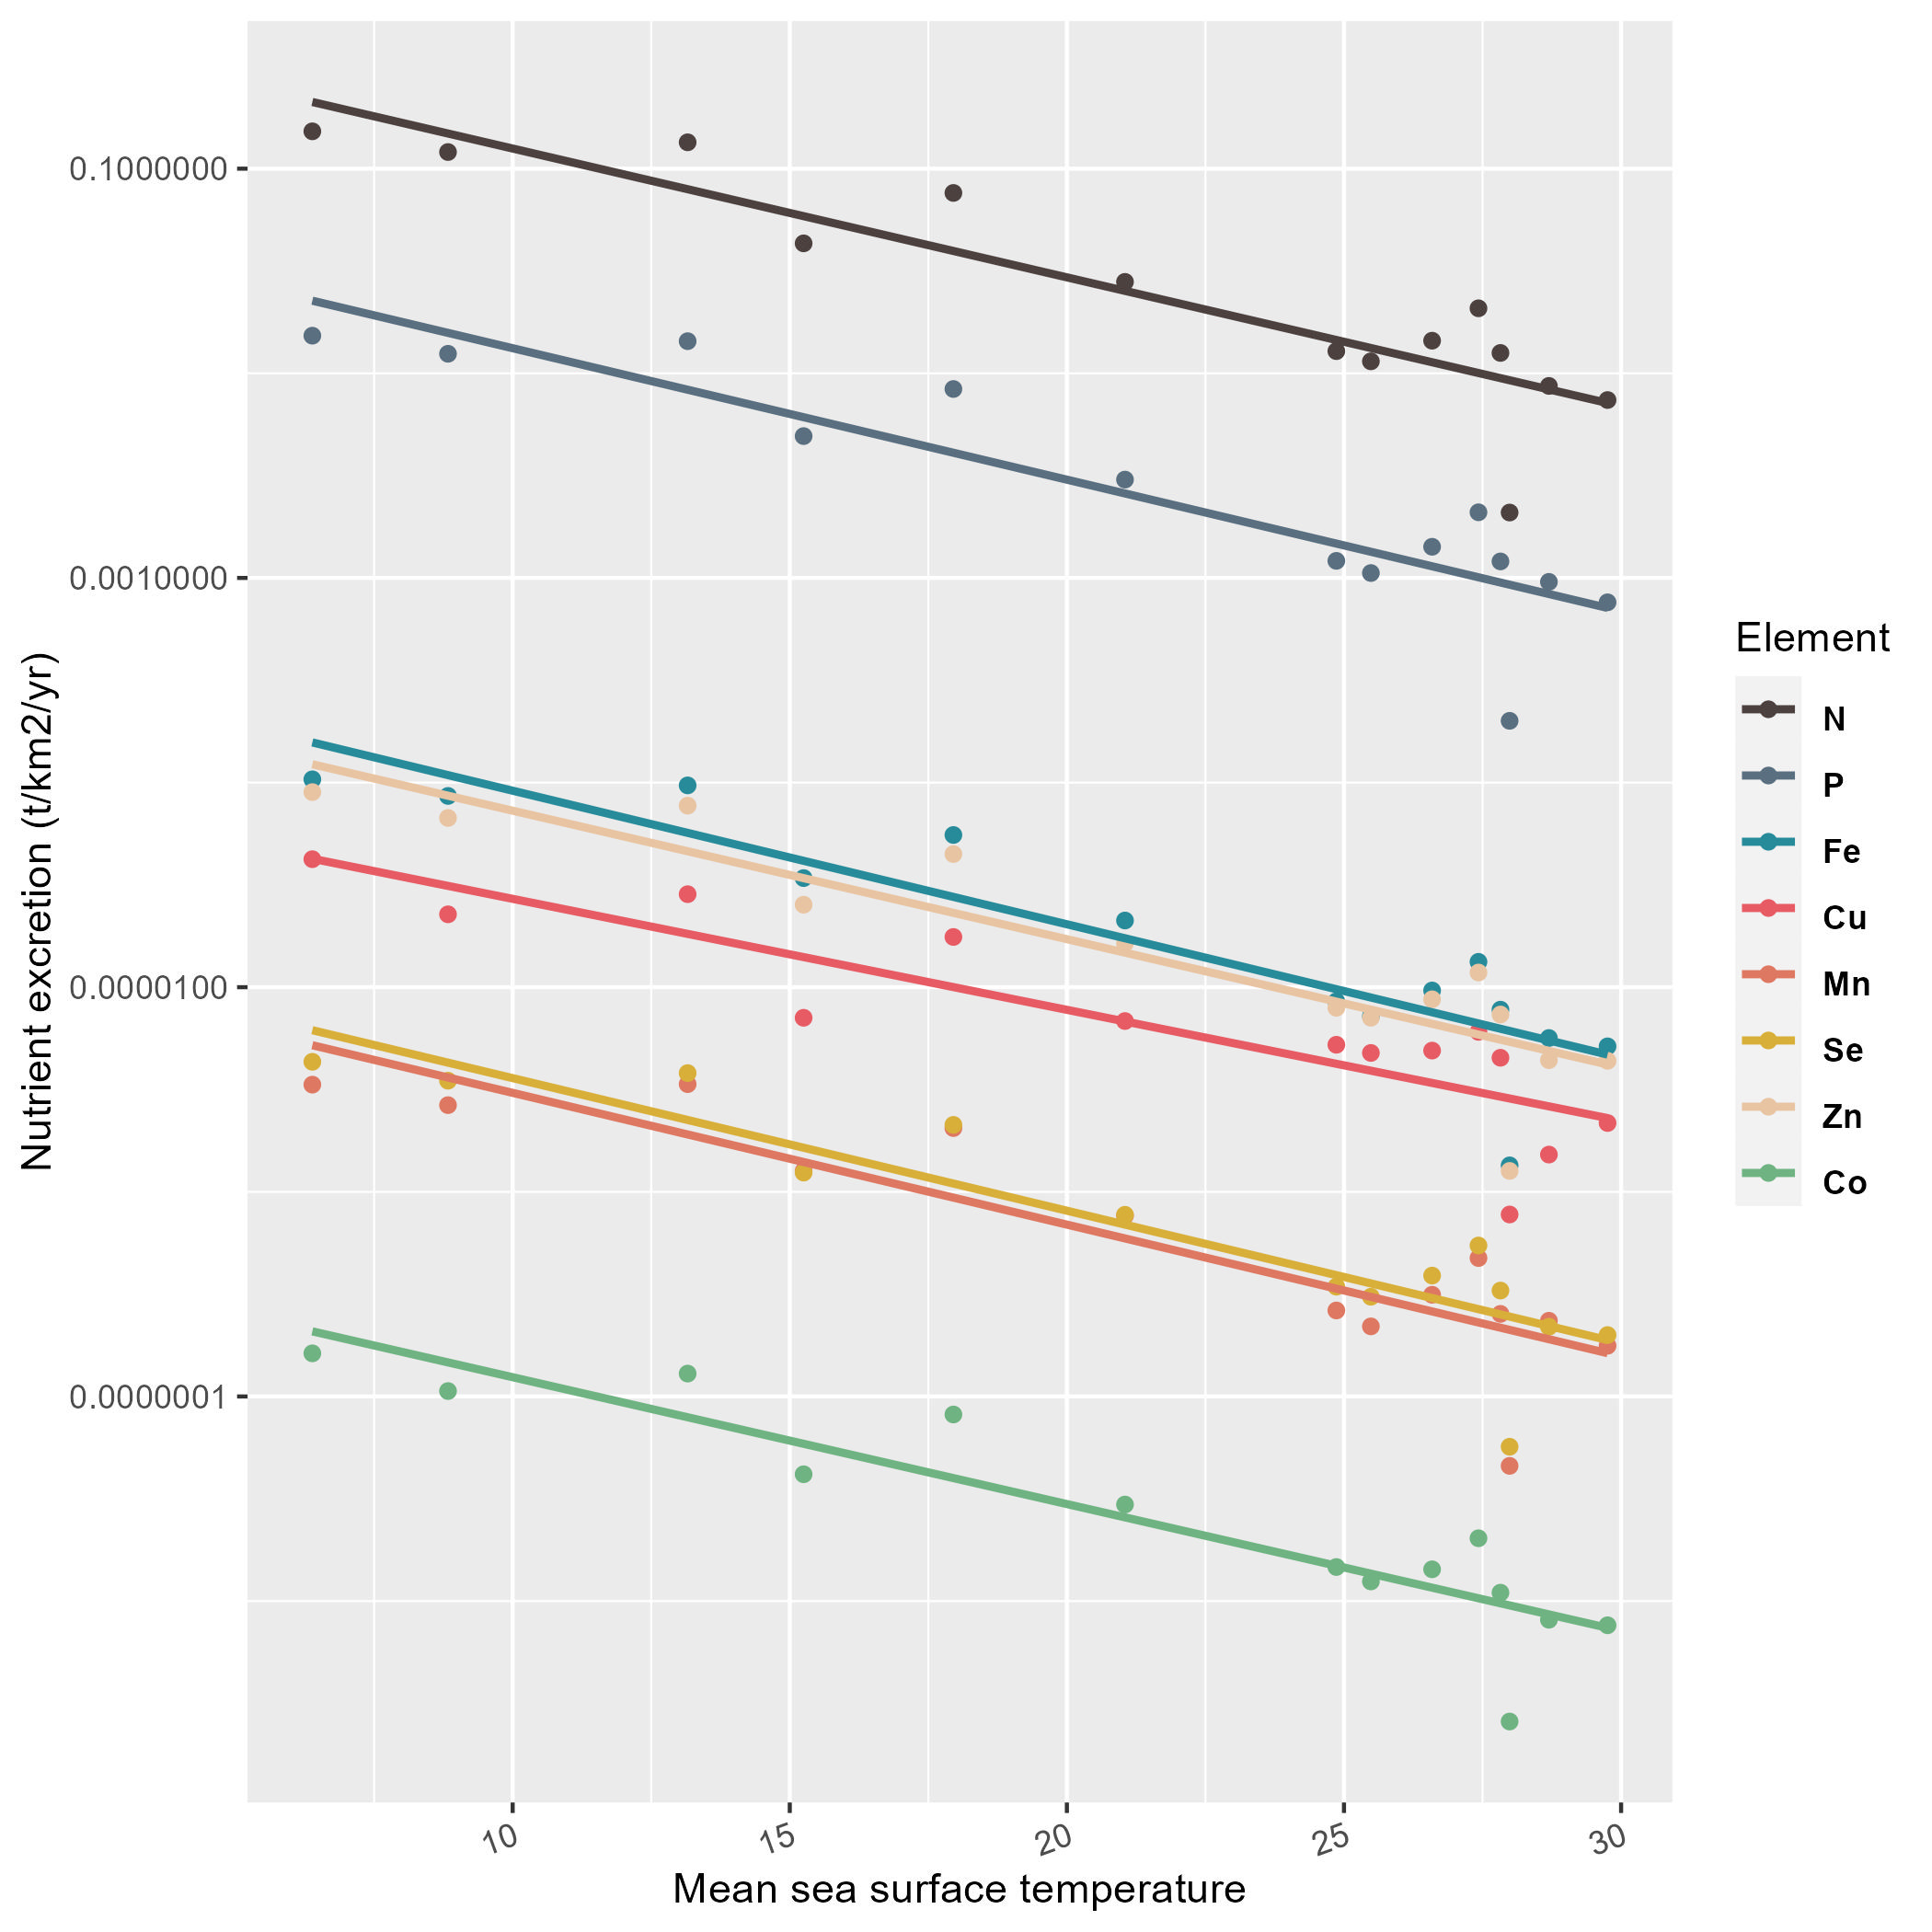 0.1000000
0.0010000
0.0000100
0.0000001
Nutrient excretion (t/km2/yr)
10
15
20
25
30
Mean sea surface temperature
Element
N
P
Fe
Cu
Mn
Se
Zn
Co